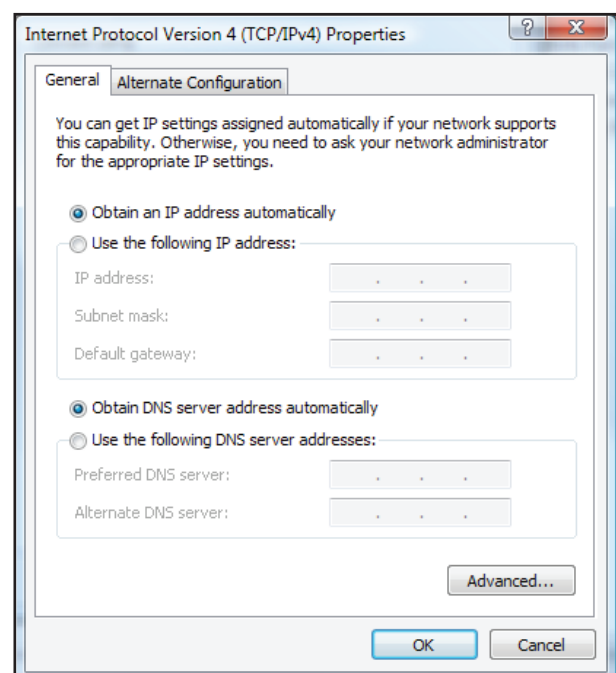 Internet Protocol Version 4 (TCP/IPv4) Properties
?
X
General
Alternate Configuration
You can get IP settings assigned automatically if your network supports
this capability. Otherwise, you need to ask your network administrator
for the appropriate IP settings.
Obtain an IP address automatically
Use the following IP address:
IP address: . . .
Subnet mask: . . .
Default gateway: . . .
Obtain DNS server address automatically
Use the following DNS server addresses:
Preferred DNS server: . . .
Alternate DNS server: . . .
Advanced...
OK
Cancel